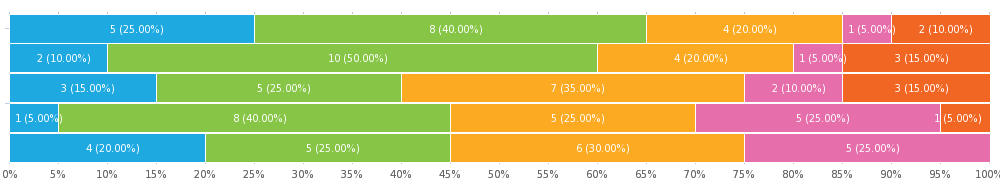 5 (25.00%) 8 (40.00%) 4 (20.00%) 1 (5.00%) 2 (10.00%)
2 (10.00%) 10 (50.00%) 4 (20.00%) 1 (5.00%) 3 (15.00%)
3 (15.00%) 5 (25.00%) 7 (35.00%) 2 (10.00%) 3 (15.00%)
1 (5.00%) 8 (40.00%) 5 (25.00%) 5 (25.00%) 1 (5.00%)
4 (20.00%) 5 (25.00%) 6 (30.00%) 5 (25.00%)
0% 5% 10% 15% 20% 25% 30% 35% 40% 45% 50% 55% 60% 65% 70% 75% 80% 85% 90% 95% 100%